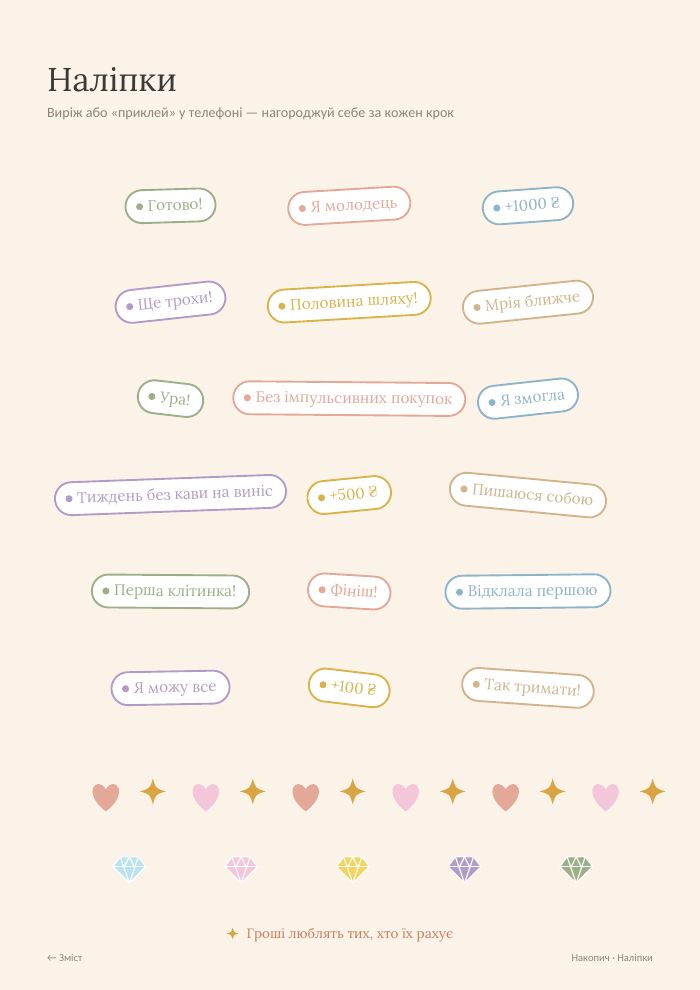 Наліпки
Виріж або «приклей» у телефоні — нагороджуй себе за кожен крок
Готово!
Я молодець
+1000 ₴
Ще трохи!
Половина шляху!
Мрія ближче
Ура!
Без імпульсивних покупок
Я змогла
Тиждень без кави на виніс
+500 ₴
Пишаюся собою
Перша клітинка!
Фініш!
Відклала першою
Я можу все
+100 ₴
Так тримати!
Гроші люблять тих, хто їх рахує
← Зміст
Накопич · Наліпки